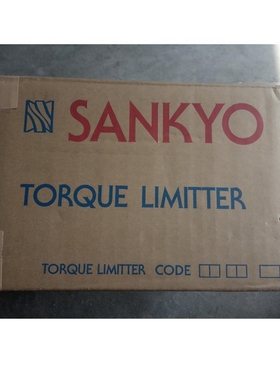 SANKYO
TORQUE LIMITTER
TORQUE LIMITTER CODE